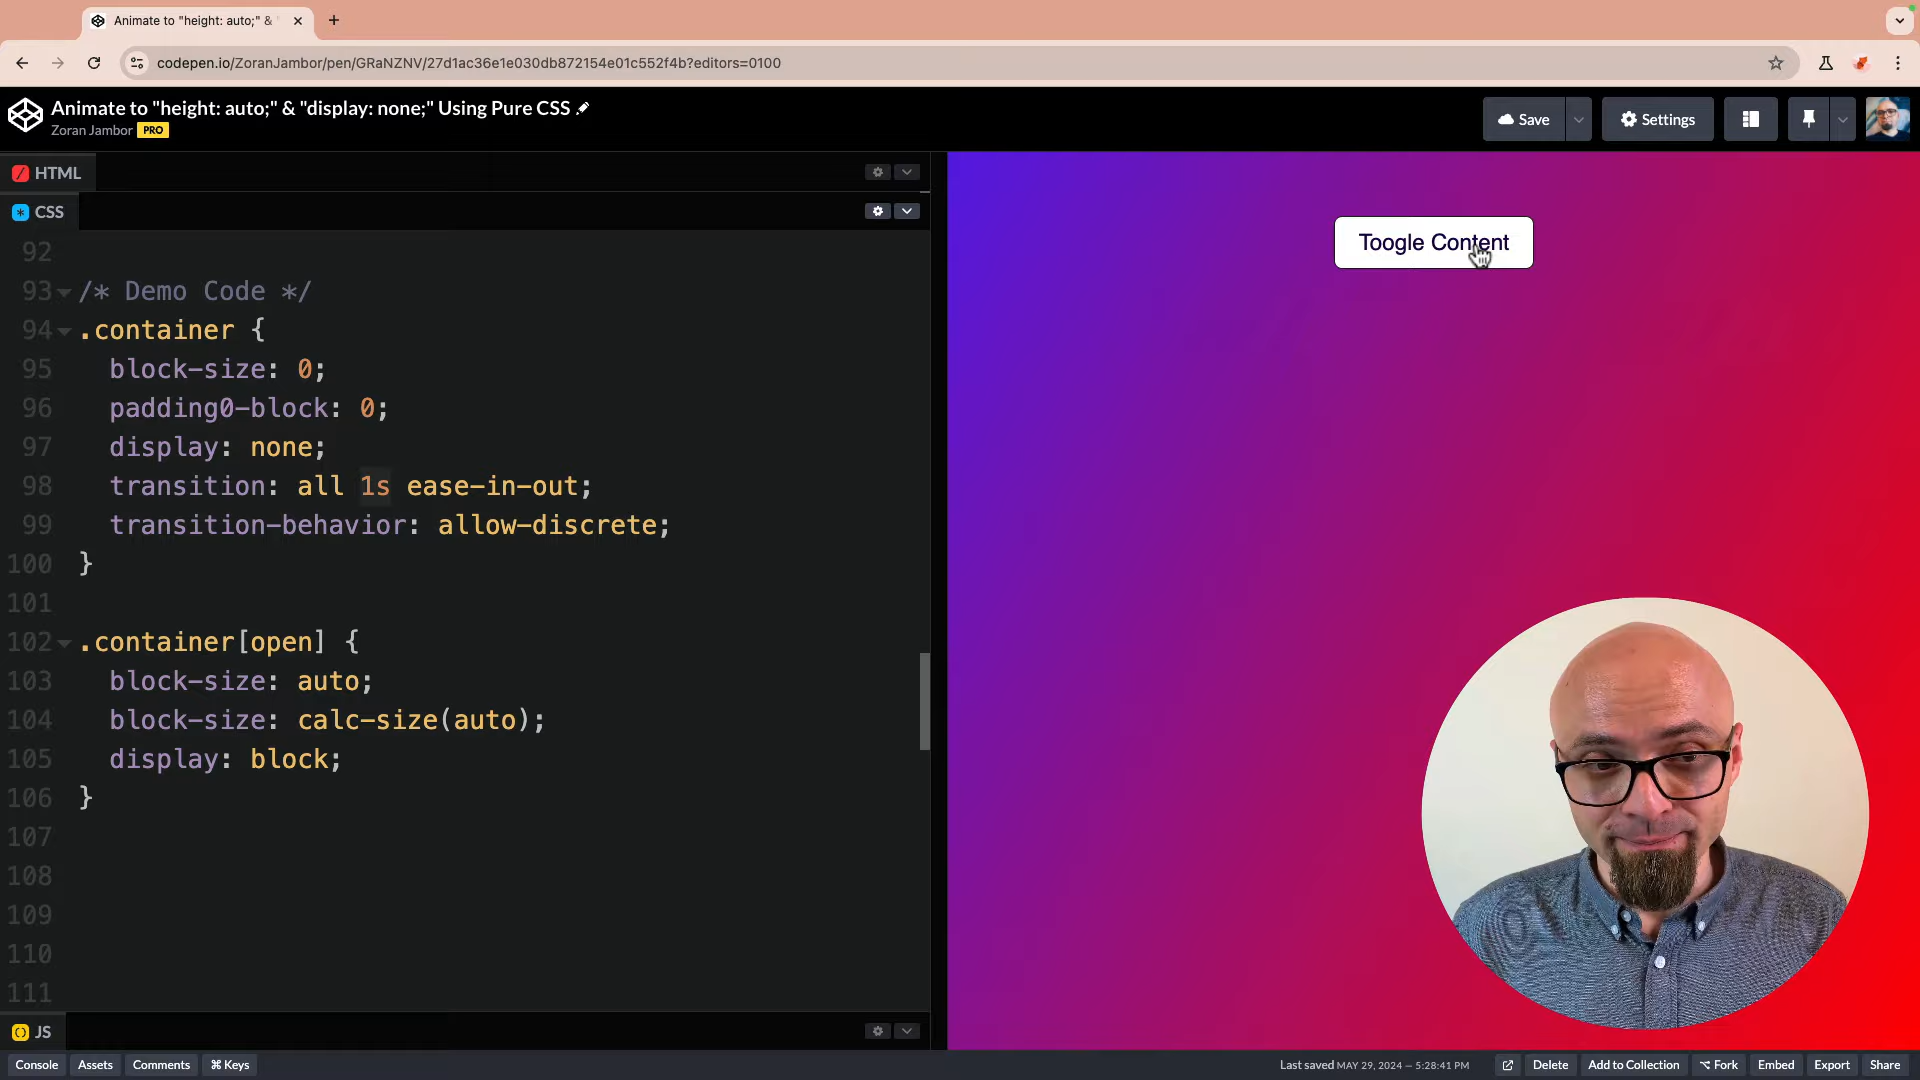 Animate to "height: auto;" &
codepen.io/ZoranJambor/pen/GRaNZNV/27d1ac36e1e030db872154e01c552f4b?editors=0100
Animate to "height: auto;" & "display: none;" Using Pure CSS
Zoran Jambor PRO
Save
Settings
HTML
CSS
Toogle Content
92
93 /* Demo Code */
94 .container {
95 block-size: 0;
96 padding0-block: 0;
97 display: none;
98 transition: all 1s ease-in-out;
99 transition-behavior: allow-discrete;
100 }
101
102 .container[open] {
103 block-size: auto;
104 block-size: calc-size(auto);
105 display: block;
106 }
107
108
109
110
111
JS
Console Assets Comments ⌘ Keys
Last saved MAY 29, 2024 — 5:28:41 PM
Delete Add to Collection Fork Embed Export Share